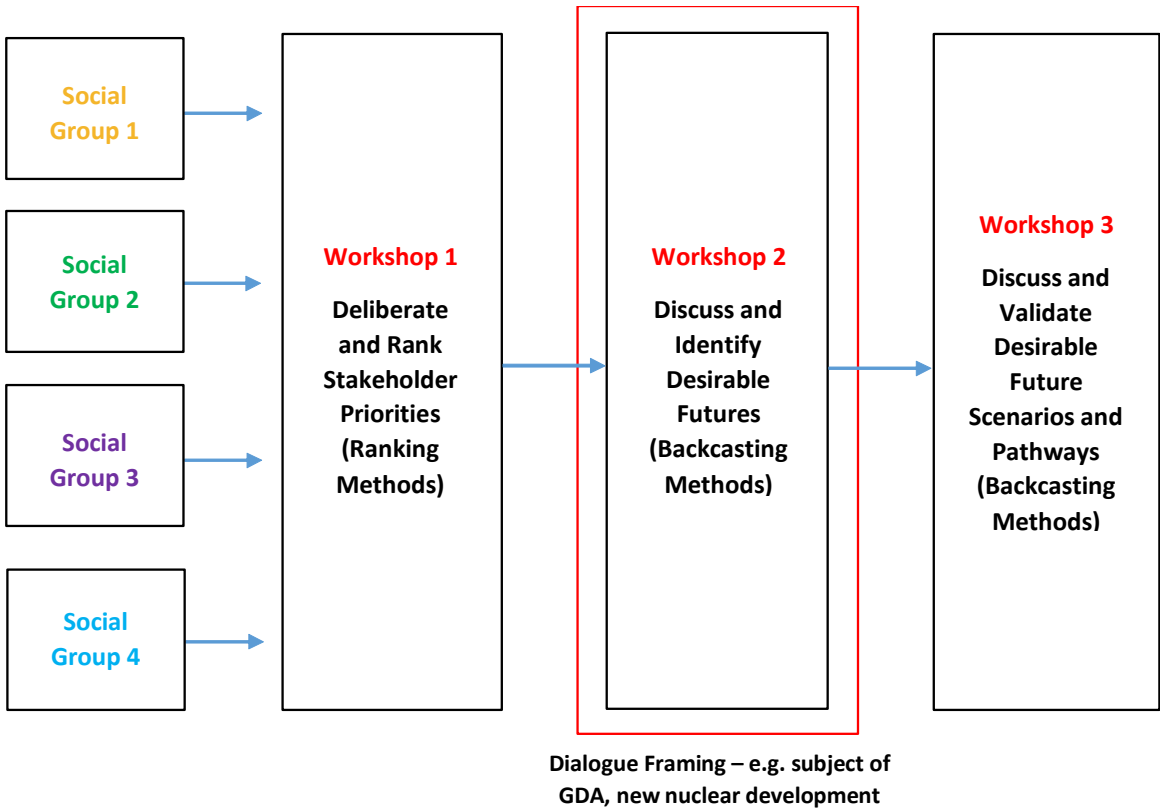 Social
Group 1
Social
Group 2
Social
Group 3
Social
Group 4
Workshop 1
Deliberate
and Rank
Stakeholder
Priorities
(Ranking
Methods)
Workshop 2
Discuss and
Identify
Desirable
Futures
(Backcasting
Methods)
Workshop 3
Discuss and
Validate
Desirable
Future
Scenarios and
Pathways
(Backcasting
Methods)
Dialogue Framing – e.g. subject of
GDA, new nuclear development